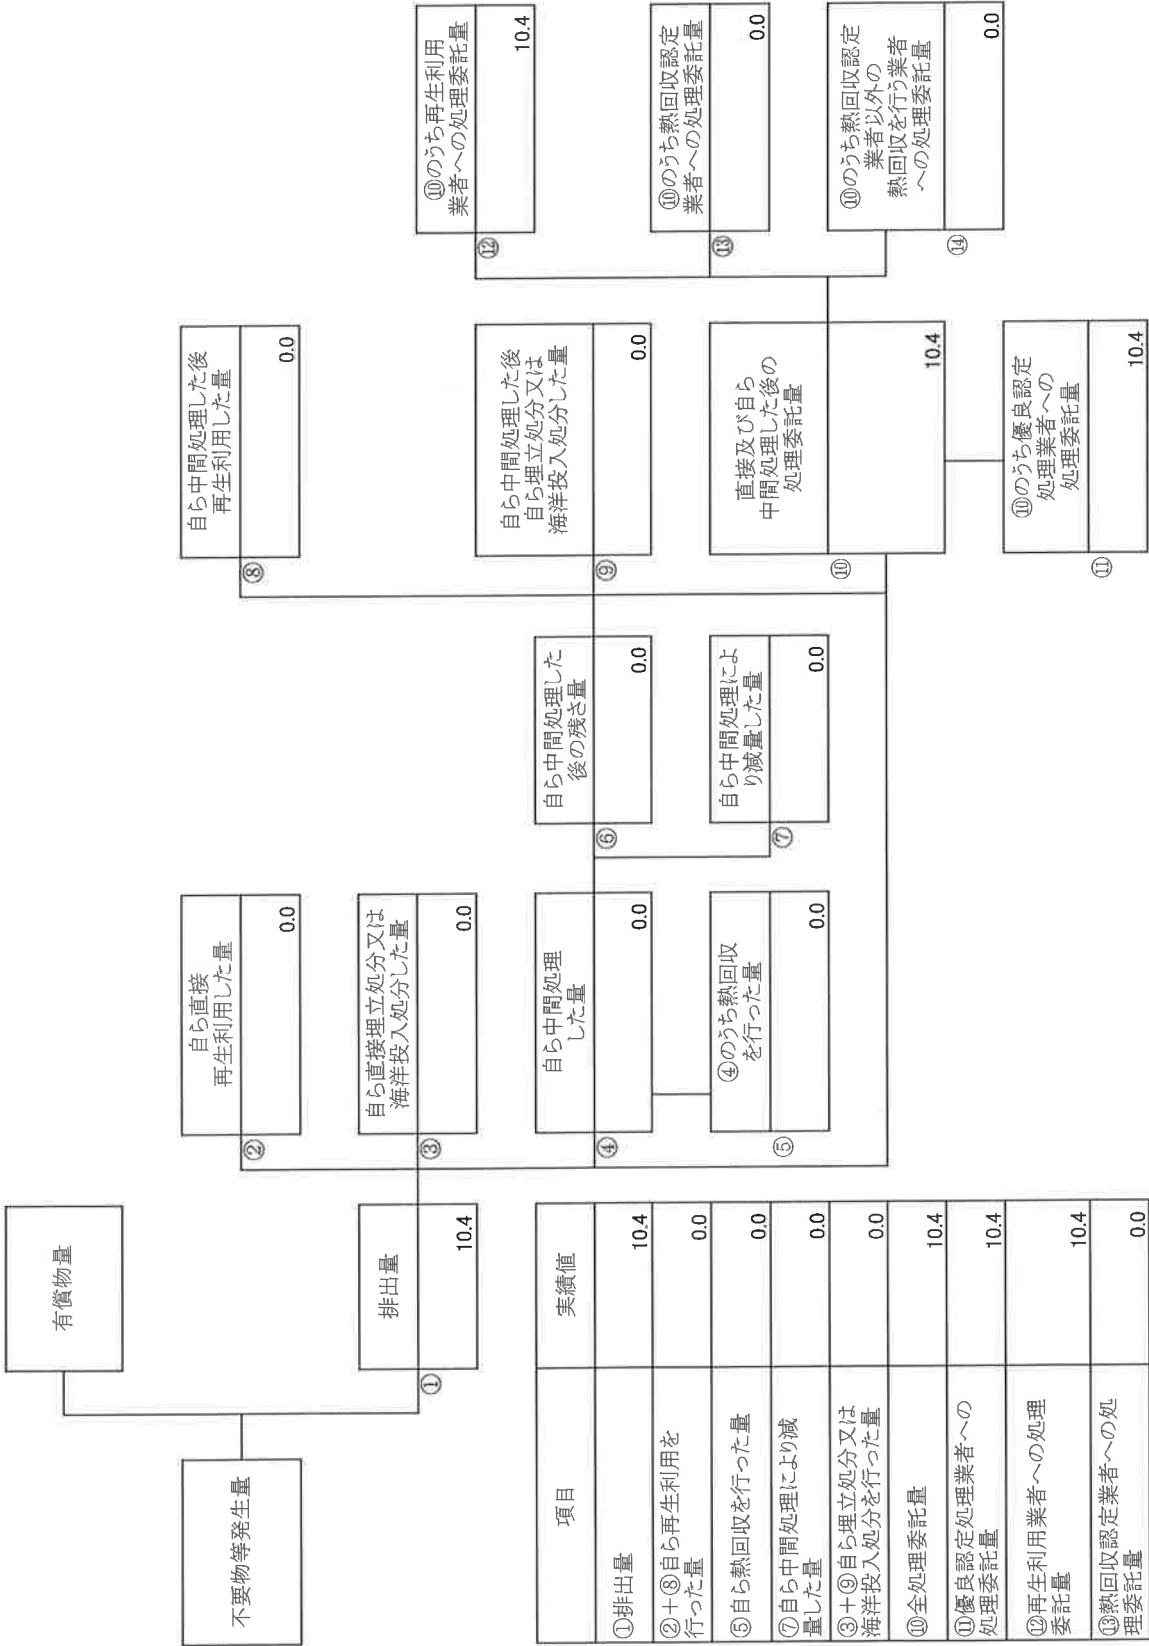 有償物量
不要物等発生量
排出量
①
10.4
自ら直接
再生利用した量
②
0.0
自ら直接埋立処分又は
海洋投入処分した量
③
0.0
自ら中間処理
した量
④
0.0
④のうち熱回収
を行った量
⑤
0.0
自ら中間処理した
後の残さ量
⑥
0.0
自ら中間処理によ
り減量した量
⑦
0.0
自ら中間処理した後
再生利用した量
⑧
0.0
自ら中間処理した後
自ら埋立処分又は
海洋投入処分した量
⑨
0.0
直接及び自ら
中間処理した後の
処理委託量
⑩
10.4
⑩のうち優良認定
処理業者への
処理委託量
⑪
10.4
⑩のうち再生利用
業者への処理委託量
⑫
10.4
⑩のうち熱回収認定
業者への処理委託量
⑬
0.0
⑩のうち熱回収認定
業者以外の
熱回収を行う業者
への処理委託量
⑭
0.0
項目 実績値
①排出量 10.4
②+⑧自ら再生利用を
行った量 0.0
⑤自ら熱回収を行った量 0.0
⑦自ら中間処理により減
量した量 0.0
③+⑨自ら埋立処分又は
海洋投入処分を行った量 0.0
⑩全処理委託量 10.4
⑪優良認定処理業者への
処理委託量 10.4
⑫再生利用業者への処理
委託量 10.4
⑬熱回収認定業者への処
理委託量 0.0